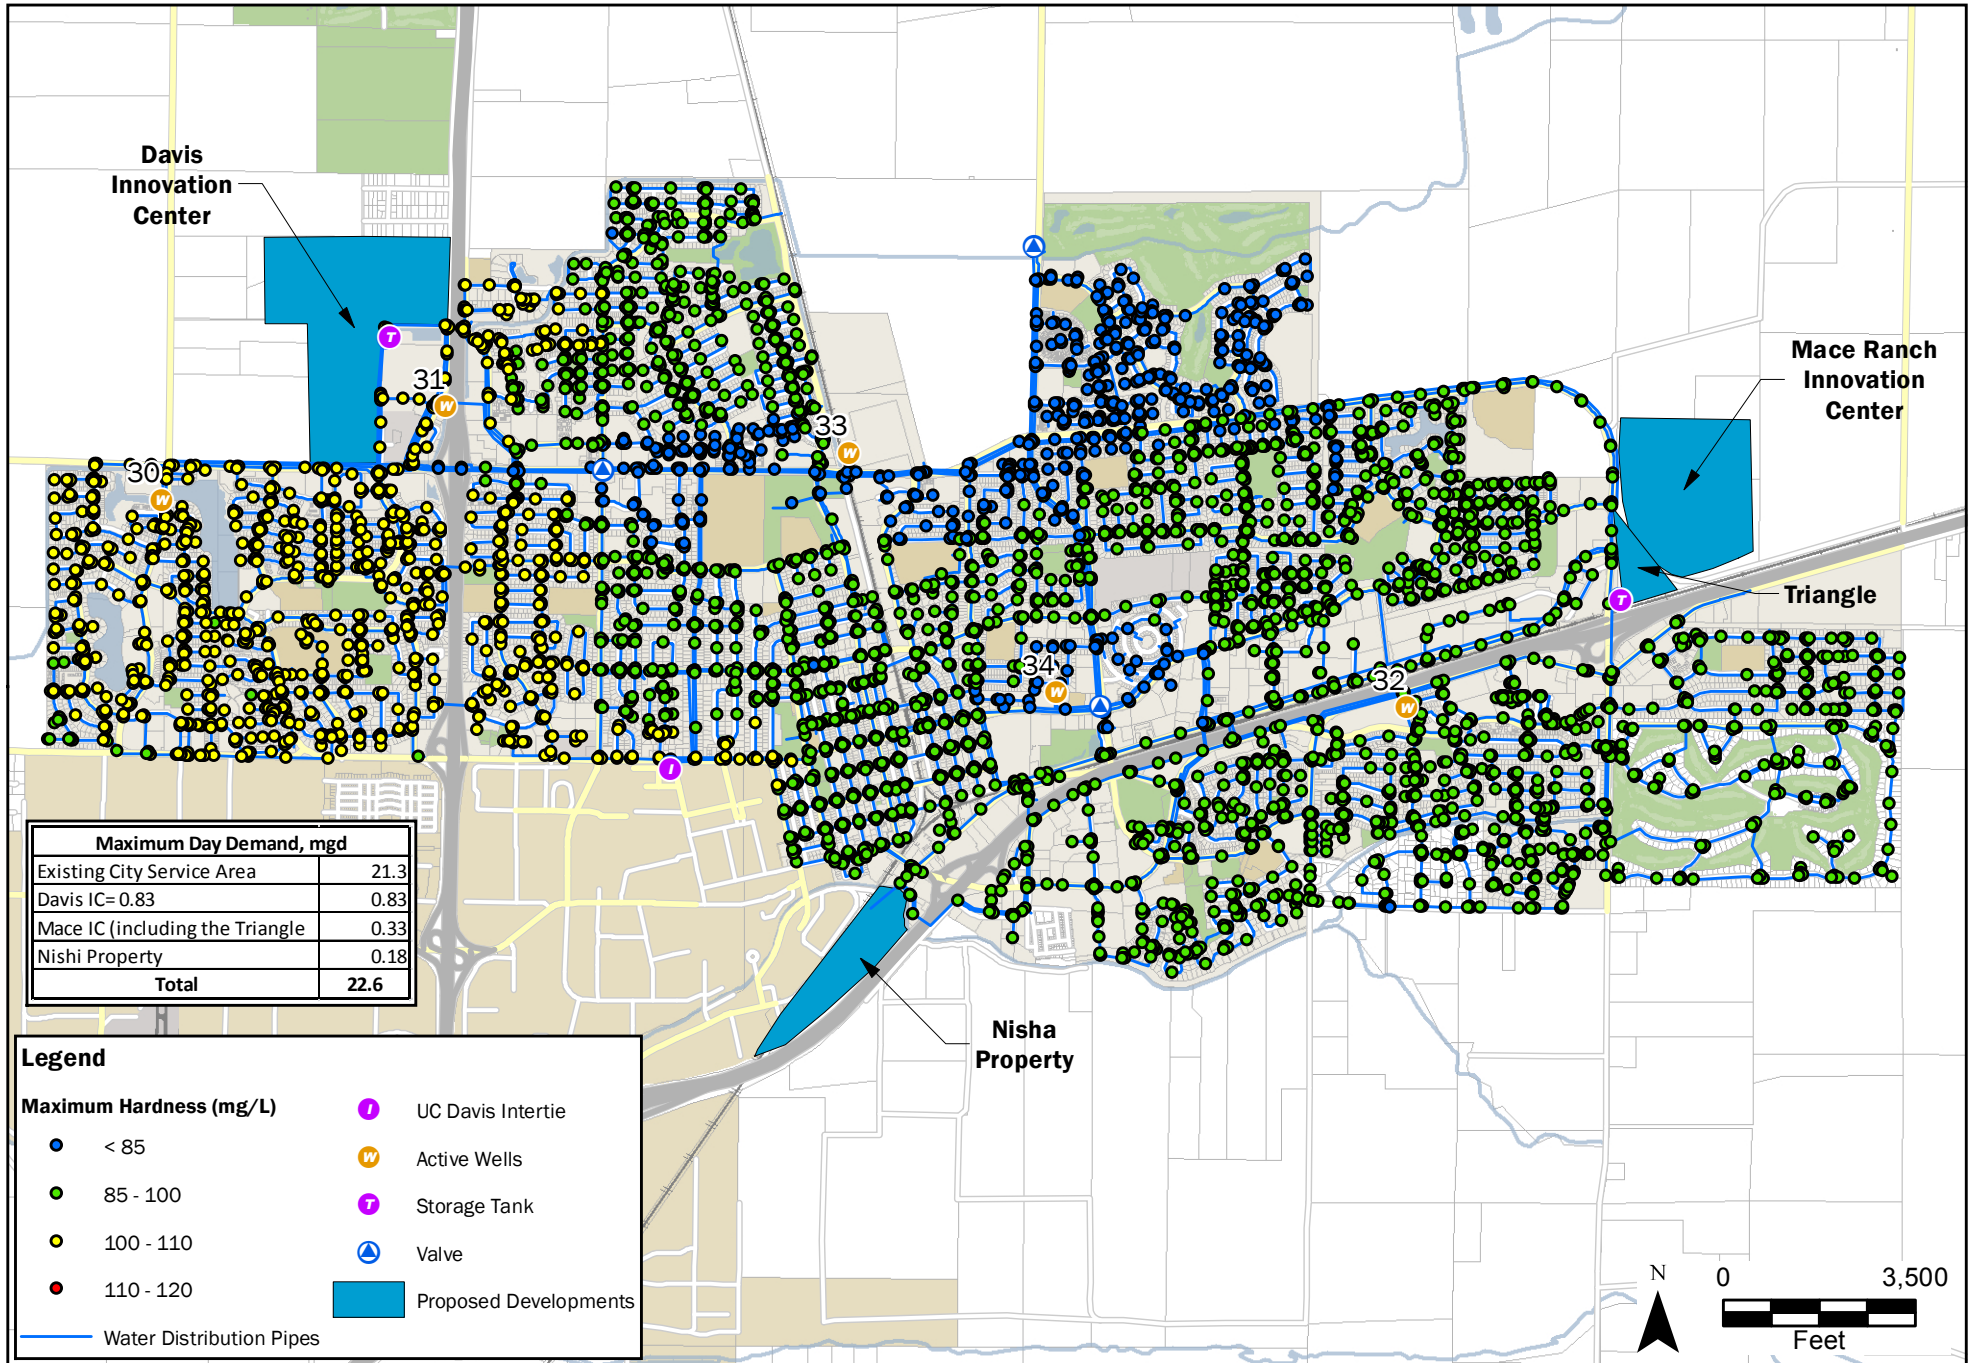 Davis
Innovation
Center
31
33
30
34
32
Mace Ranch
Innovation
Center
Triangle
Nisha
Property
Maximum Day Demand, mgd
Existing City Service Area 21.3
Davis IC= 0.83 0.83
Mace IC (including the Triangle 0.33
Nishi Property 0.18
Total 22.6
Legend
Maximum Hardness (mg/L)
< 85
85 - 100
100 - 110
110 - 120
Water Distribution Pipes
I UC Davis Intertie
W Active Wells
T Storage Tank
Valve
Proposed Developments
N
0 3,500
Feet
T
W
W
W
W
W
T
I